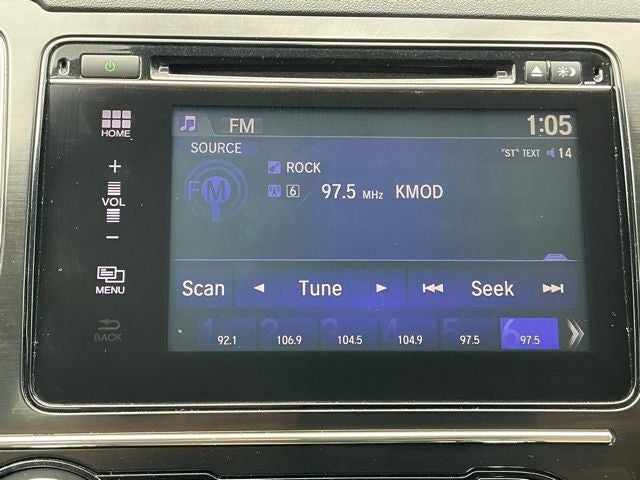 HOME
+
VOL
−
MENU
BACK
FM 1:05
SOURCE
"ST" TEXT 14
FM
ROCK
6 97.5 MHz KMOD
Scan Tune Seek
1 2 3 4 5 6
92.1 106.9 104.5 104.9 97.5 97.5